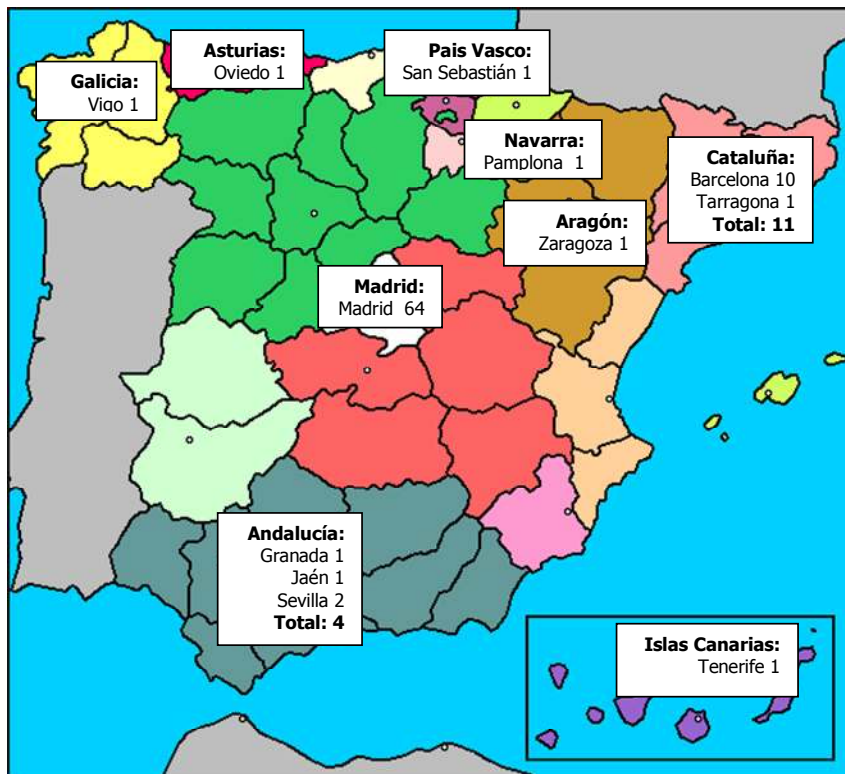 Asturias:
Oviedo 1
Pais Vasco:
San Sebastián 1
Galicia:
Vigo 1
Navarra:
Pamplona 1
Cataluña:
Barcelona 10
Tarragona 1
Total: 11
Aragón:
Zaragoza 1
Madrid:
Madrid 64
Andalucía:
Granada 1
Jaén 1
Sevilla 2
Total: 4
Islas Canarias:
Tenerife 1